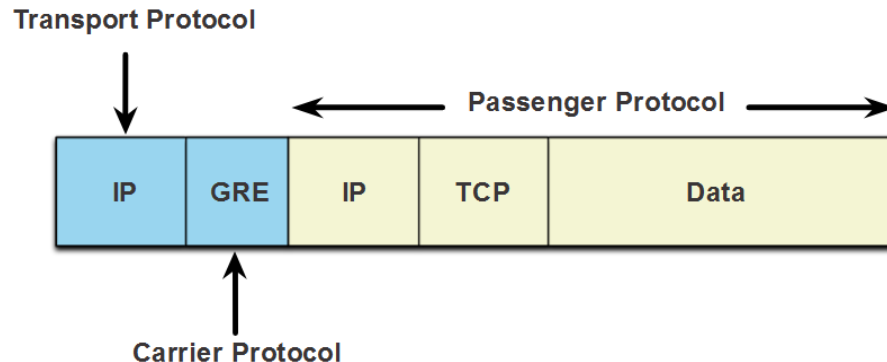 Transport Protocol
Passenger Protocol
IP GRE IP TCP Data
Carrier Protocol